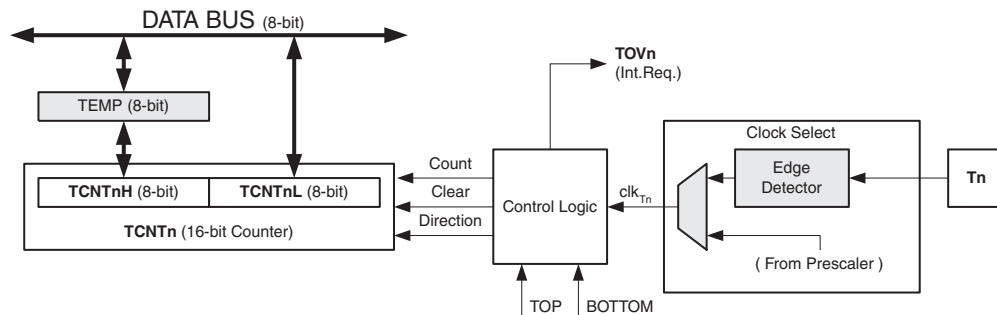 DATA BUS (8-bit)
TOVn
(Int.Req.)
TEMP (8-bit)
Clock Select
Count
Edge
Detector
Tn
TCNTnH (8-bit)
TCNTnL (8-bit)
Clear
Control Logic
clkTn
TCNTn (16-bit Counter)
Direction
( From Prescaler )
TOP
BOTTOM